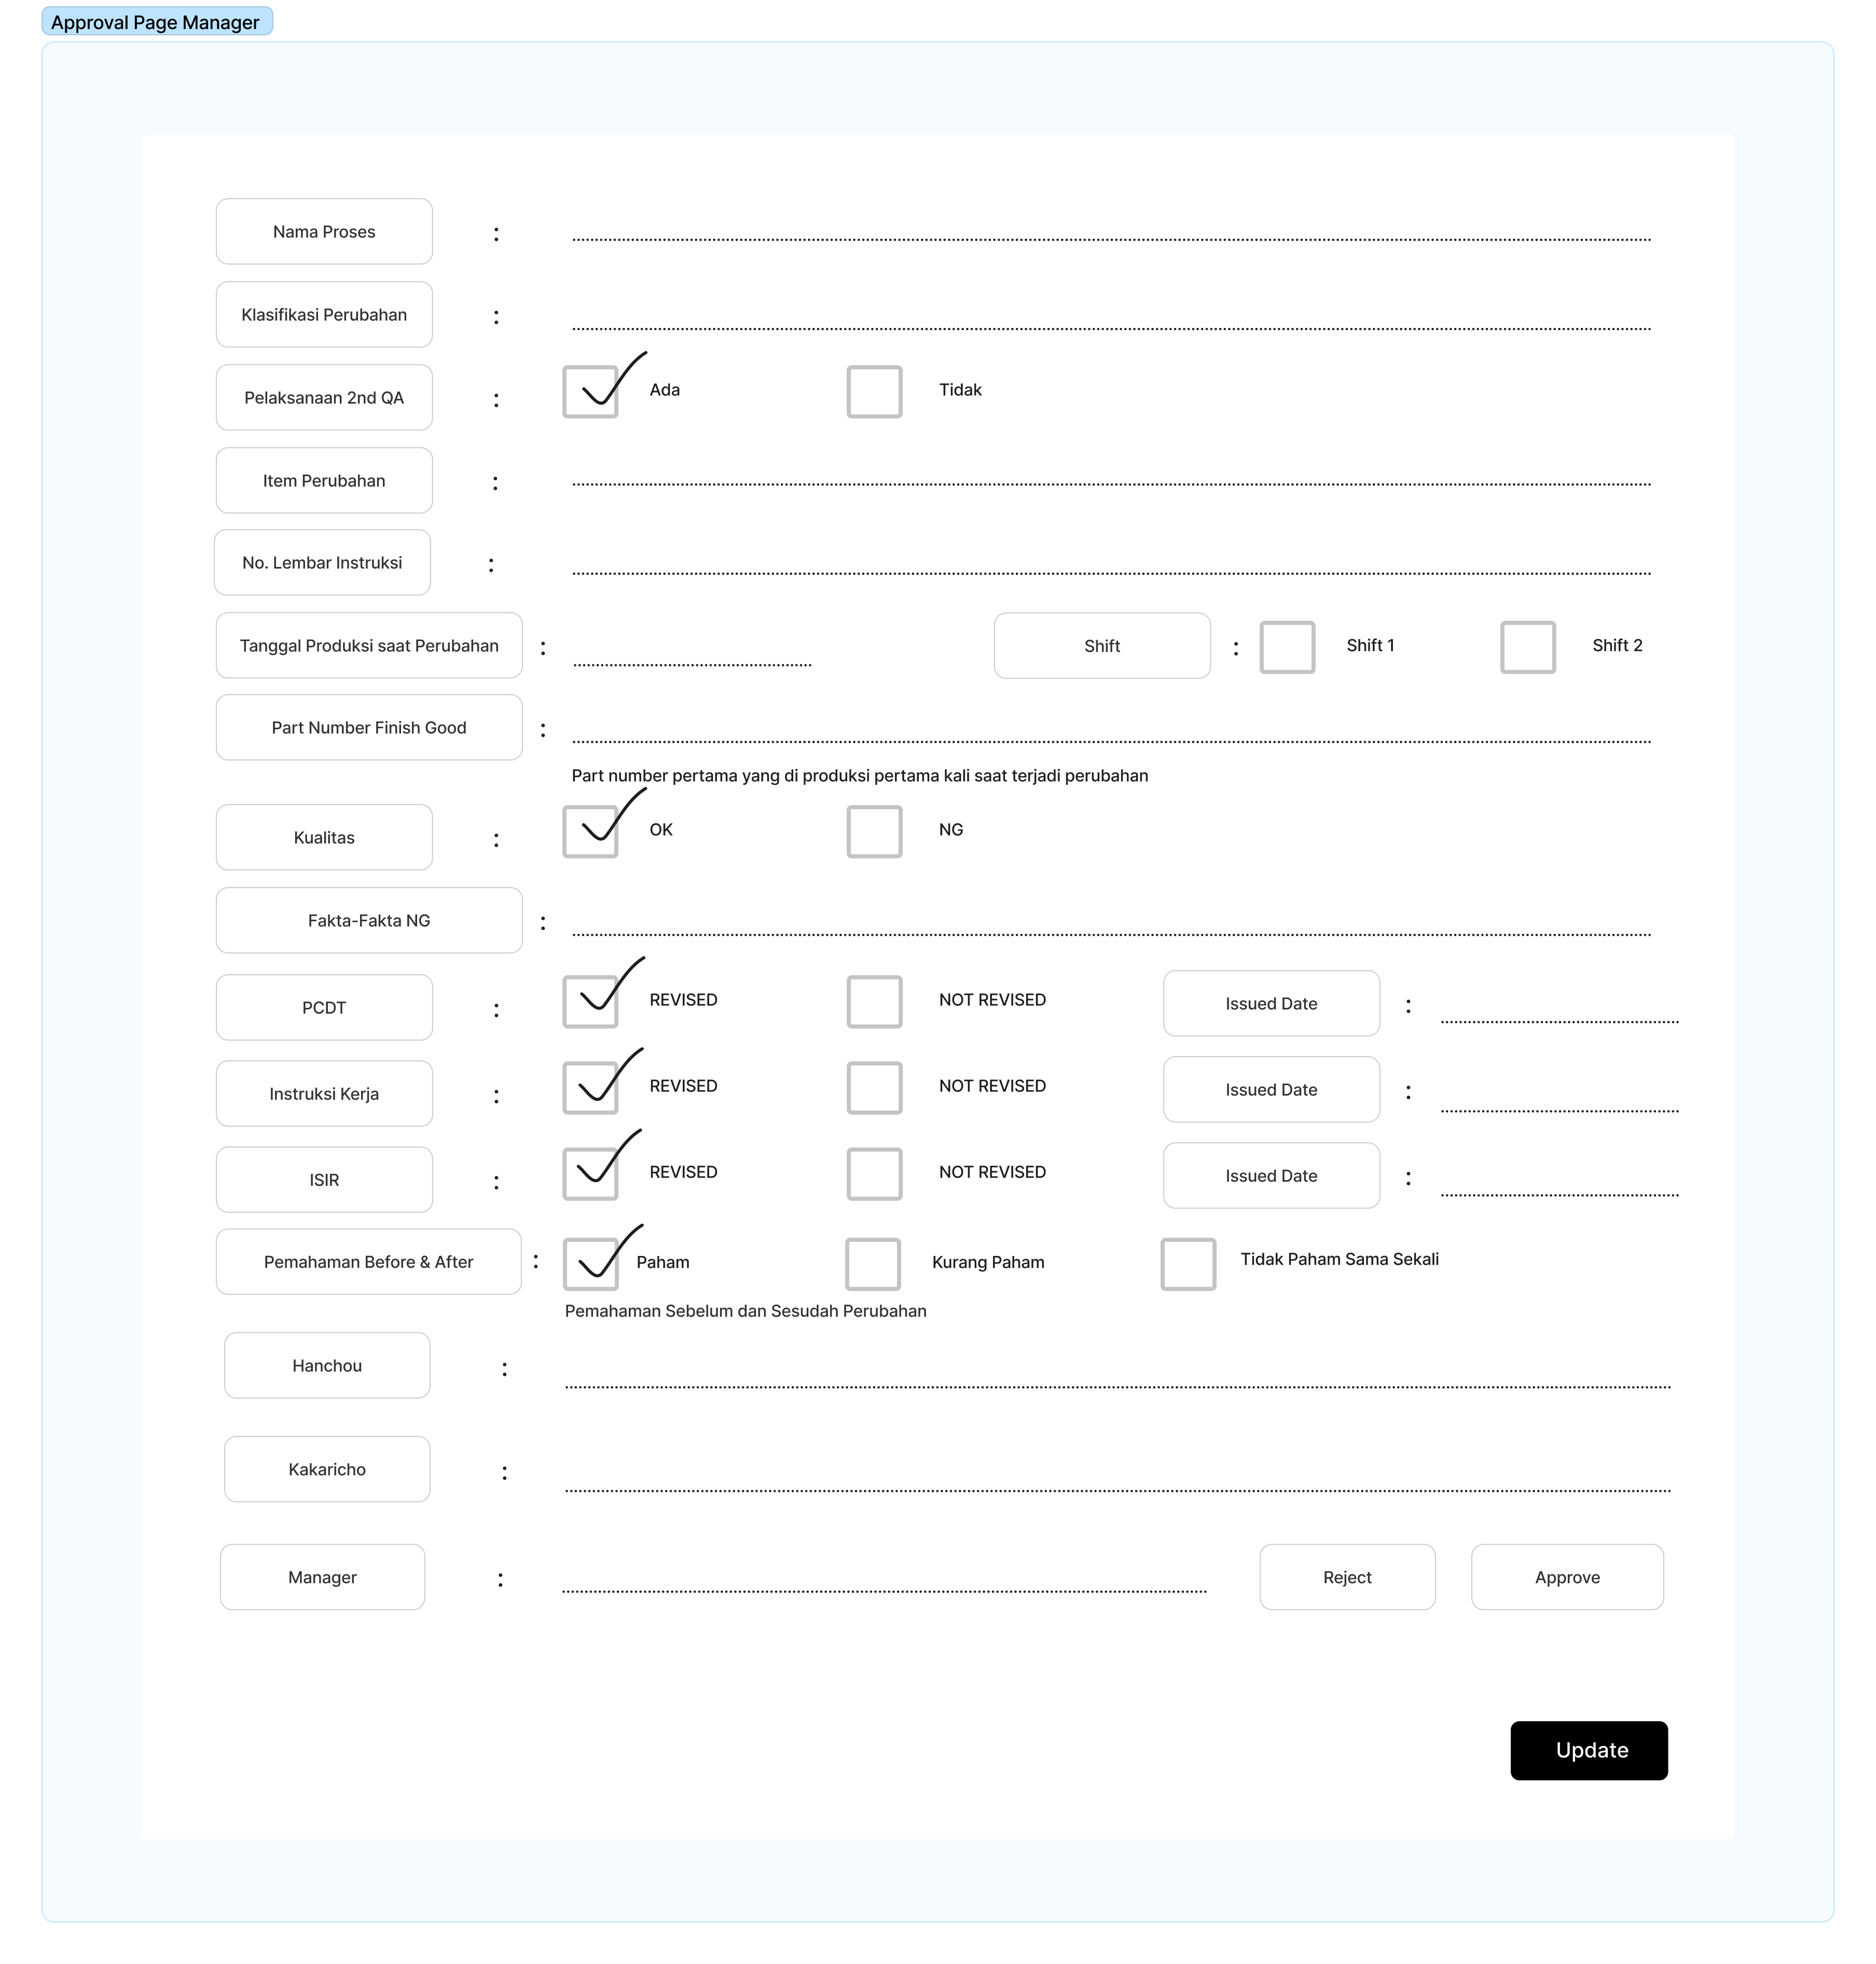 Approval Page Manager
Nama Proses :
Klasifikasi Perubahan :
Pelaksanaan 2nd QA : Ada Tidak
Item Perubahan :
No. Lembar Instruksi :
Tanggal Produksi saat Perubahan : Shift : Shift 1 Shift 2
Part Number Finish Good :
Part number pertama yang di produksi pertama kali saat terjadi perubahan
Kualitas : OK NG
Fakta-Fakta NG :
PCDT : REVISED NOT REVISED Issued Date :
Instruksi Kerja : REVISED NOT REVISED Issued Date :
ISIR : REVISED NOT REVISED Issued Date :
Pemahaman Before & After : Paham Kurang Paham Tidak Paham Sama Sekali
Pemahaman Sebelum dan Sesudah Perubahan
Hanchou :
Kakaricho :
Manager : Reject Approve
Update